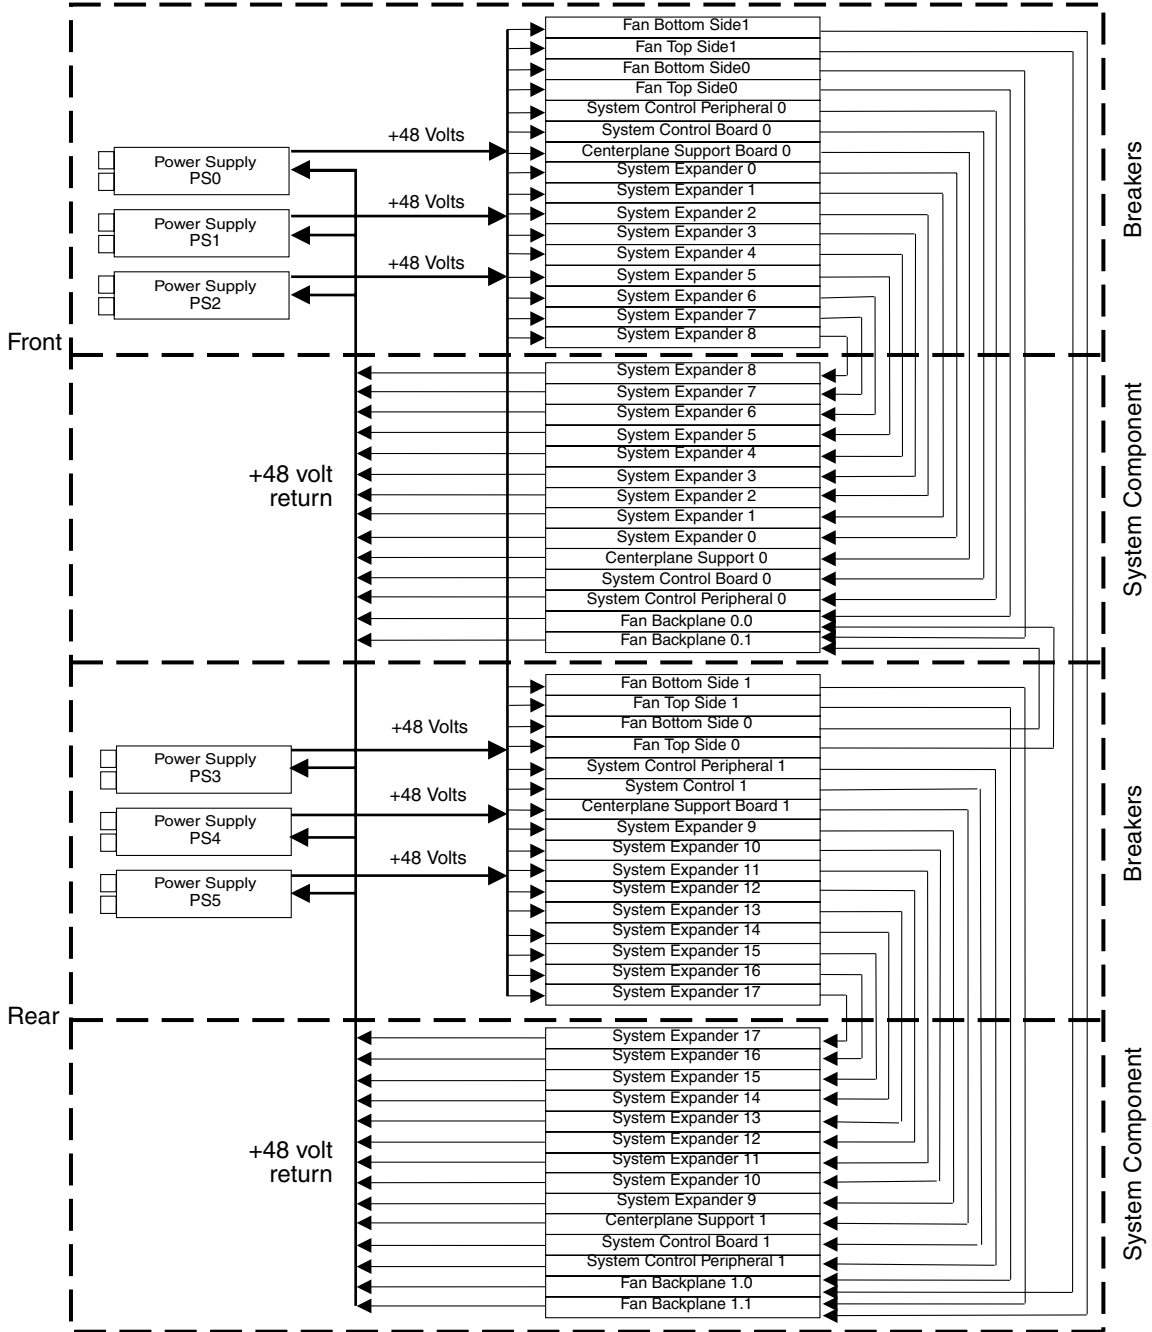 Fan Bottom Side1
Fan Top Side1
Fan Bottom Side0
Fan Top Side0
System Control Peripheral 0
System Control Board 0
Centerplane Support Board 0
System Expander 0
System Expander 1
System Expander 2
System Expander 3
System Expander 4
System Expander 5
System Expander 6
System Expander 7
System Expander 8
+48 Volts
+48 Volts
+48 Volts
Power Supply
PS0
Power Supply
PS1
Power Supply
PS2
Breakers
Front
System Expander 8
System Expander 7
System Expander 6
System Expander 5
System Expander 4
System Expander 3
System Expander 2
System Expander 1
System Expander 0
Centerplane Support 0
System Control Board 0
System Control Peripheral 0
Fan Backplane 0.0
Fan Backplane 0.1
+48 volt
return
System Component
Fan Bottom Side 1
Fan Top Side 1
Fan Bottom Side 0
Fan Top Side 0
System Control Peripheral 1
System Control 1
Centerplane Support Board 1
System Expander 9
System Expander 10
System Expander 11
System Expander 12
System Expander 13
System Expander 14
System Expander 15
System Expander 16
System Expander 17
+48 Volts
+48 Volts
+48 Volts
Power Supply
PS3
Power Supply
PS4
Power Supply
PS5
Breakers
Rear
System Expander 17
System Expander 16
System Expander 15
System Expander 14
System Expander 13
System Expander 12
System Expander 11
System Expander 10
System Expander 9
Centerplane Support 1
System Control Board 1
System Control Peripheral 1
Fan Backplane 1.0
Fan Backplane 1.1
+48 volt
return
System Component